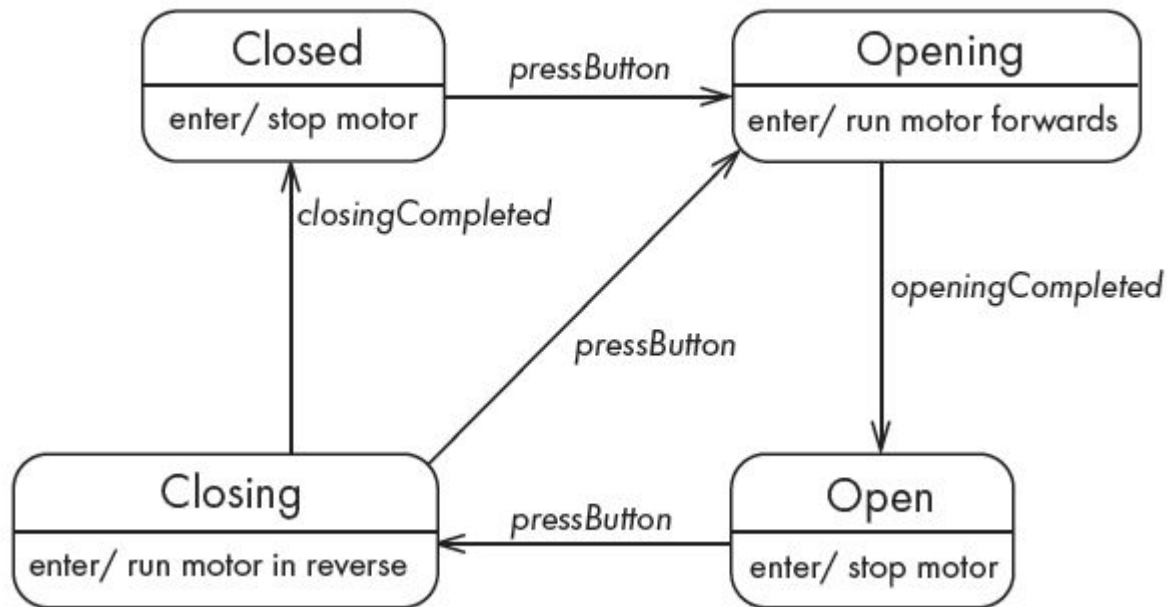 Closed
enter/ stop motor
pressButton
Opening
enter/ run motor forwards
closingCompleted
openingCompleted
pressButton
Closing
enter/ run motor in reverse
pressButton
Open
enter/ stop motor